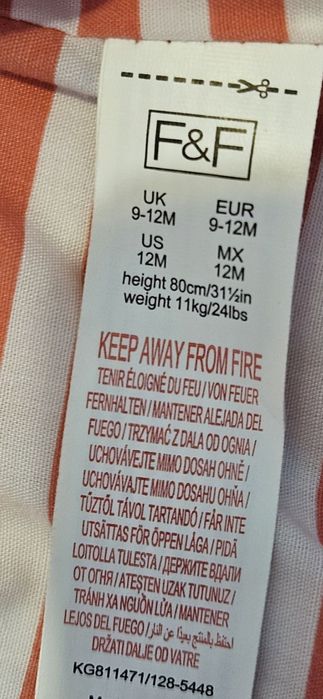 F&F
UK
9-12M
EUR
9-12M
US
12M
MX
12M
height 80cm/31½in
weight 11kg/24lbs
KEEP AWAY FROM FIRE
TENIR ÉLOIGNÉ DU FEU / VON FEUER
FERNHALTEN / MANTENER ALEJADA DEL
FUEGO / TRZYMAĆ Z DALA OD OGNIA /
UCHOVÁVEJTE MIMO DOSAH OHNĚ /
UCHOVÁVAJTE MIMO DOSAHU OHŇA /
TŰZTŐL TÁVOL TARTANDÓ / FÅR INTE
UTSÄTTAS FÖR ÖPPEN LÅGA / PIDÄ
LOITOLLA TULESTA / ДЕРЖИТЕ ВДАЛИ
ОТ ОГНЯ / ATEŞTEN UZAK TUTUNUZ /
TRÁNH XA NGUỒN LỬA / MANTENER
LEJOS DEL FUEGO / احتفظ بالمنتج بعيدًا عن النار /
DRŽATI DALJE OD VATRE
KG811471/128-5448